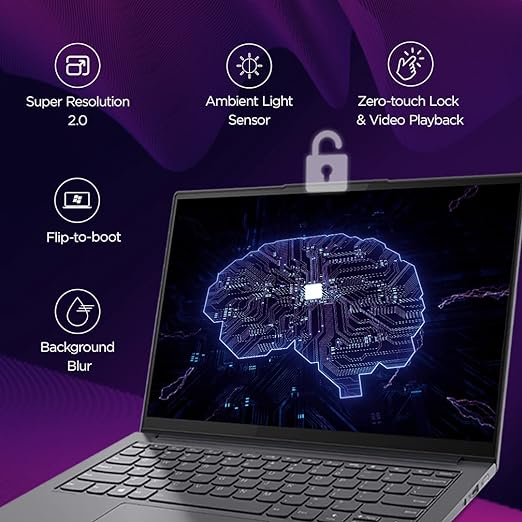 Super Resolution
2.0
Ambient Light
Sensor
Zero-touch Lock
& Video Playback
Flip-to-boot
Background
Blur